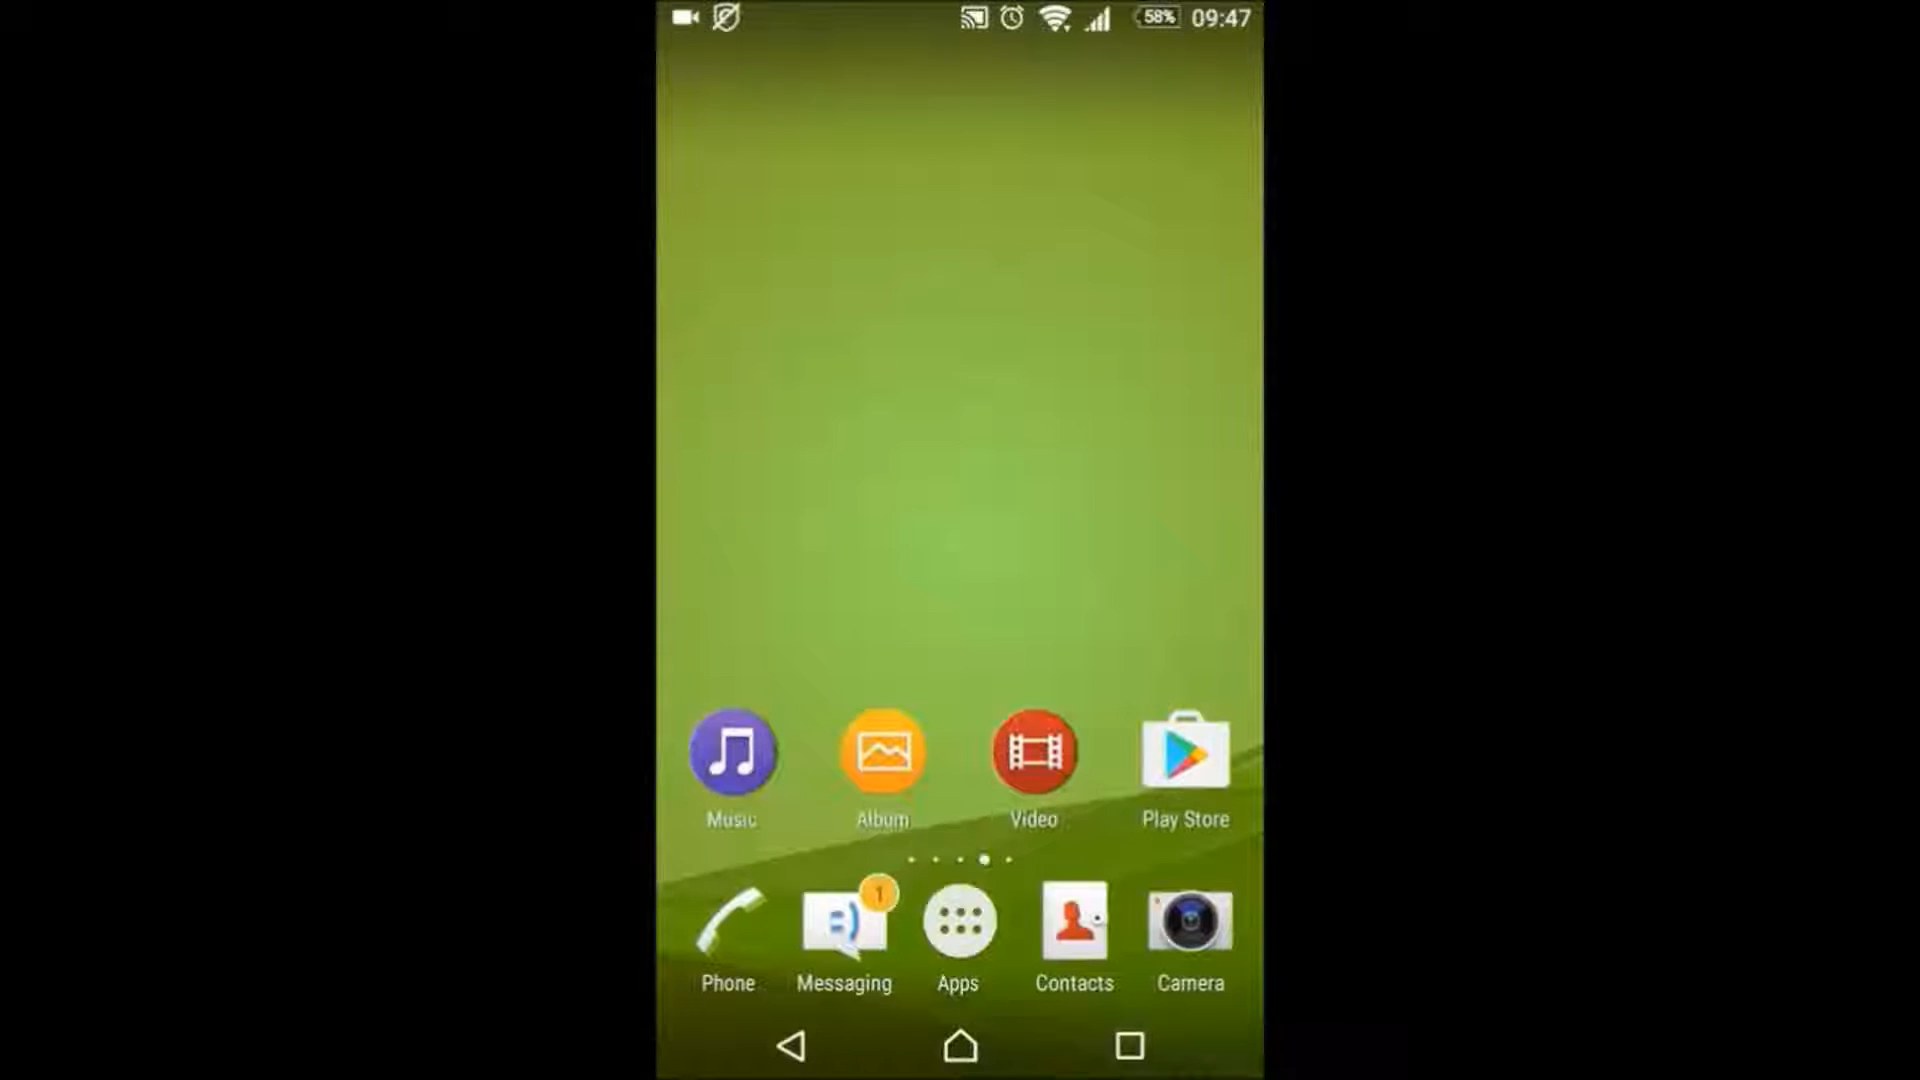 58% 09:47
Music Album Video Play Store
1
Phone Messaging Apps Contacts Camera